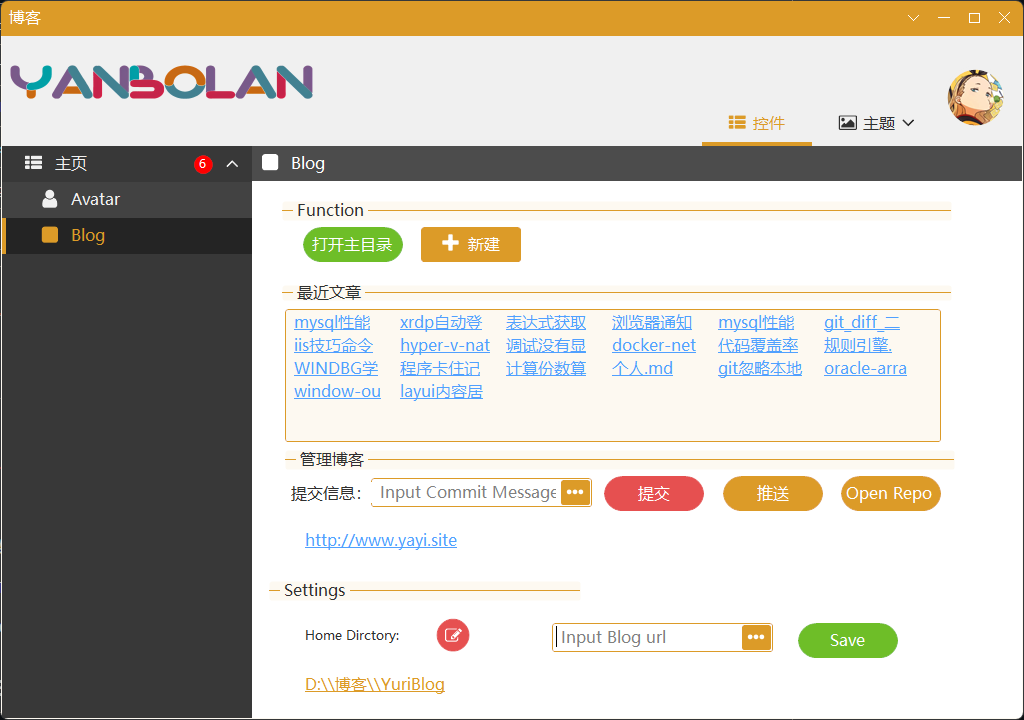 博客
YANBOLAN
控件
主题
主页
6
Blog
Avatar
Blog
Function
打开主目录
新建
最近文章
mysql性能 xrdp自动登 表达式获取 浏览器通知 mysql性能 git_diff_二
iis技巧命令 hyper-v-nat 调试没有显 docker-net 代码覆盖率 规则引擎.
WINDBG学 程序卡住记 计算份数算 个人.md git忽略本地 oracle-arra
window-ou layui内容居
管理博客
提交信息: Input Commit Message 提交 推送 Open Repo
http://www.yayi.site
Settings
Home Dirctory: Input Blog url Save
D:\\博客\\YuriBlog